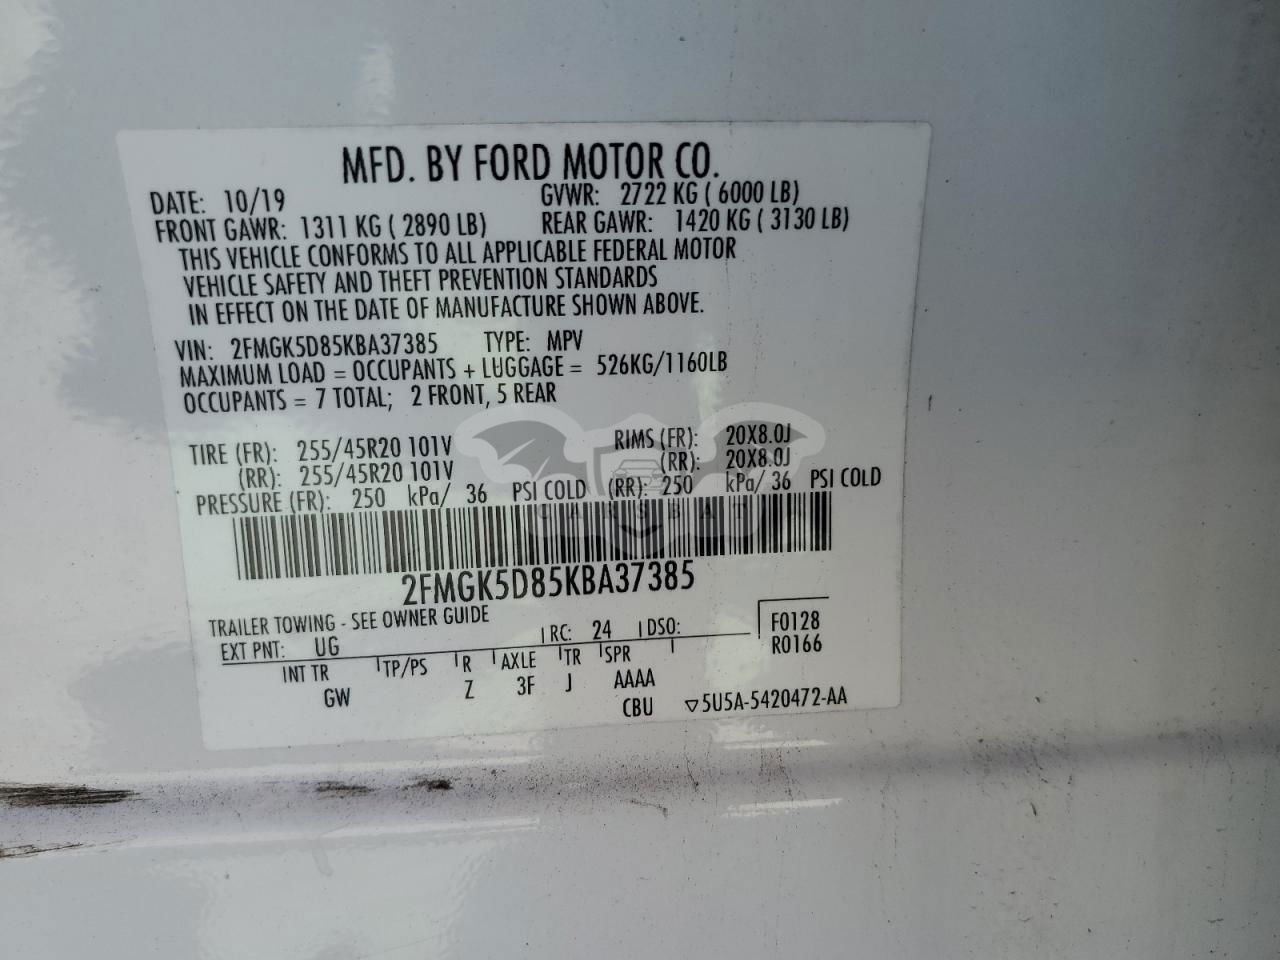 MFD. BY FORD MOTOR CO.
DATE: 10/19 GVWR: 2722 KG ( 6000 LB)
FRONT GAWR: 1311 KG ( 2890 LB) REAR GAWR: 1420 KG ( 3130 LB)
THIS VEHICLE CONFORMS TO ALL APPLICABLE FEDERAL MOTOR
VEHICLE SAFETY AND THEFT PREVENTION STANDARDS
IN EFFECT ON THE DATE OF MANUFACTURE SHOWN ABOVE.
VIN: 2FMGK5D85KBA37385 TYPE: MPV
MAXIMUM LOAD = OCCUPANTS + LUGGAGE = 526KG/1160LB
OCCUPANTS = 7 TOTAL; 2 FRONT, 5 REAR
TIRE (FR): 255/45R20 101V RIMS (FR): 20X8.0J
(RR): 255/45R20 101V (RR): 20X8.0J
PRESSURE (FR): 250 kPa/ 36 PSI COLD (RR): 250 kPa/ 36 PSI COLD
CARSBAT
2FMGK5D85KBA37385
TRAILER TOWING - SEE OWNER GUIDE
EXT PNT: UG RC: 24 DSO: F0128
R0166
INT TR TP/PS R AXLE TR SPR
GW Z 3F J AAAA
CBU ▽5U5A-5420472-AA